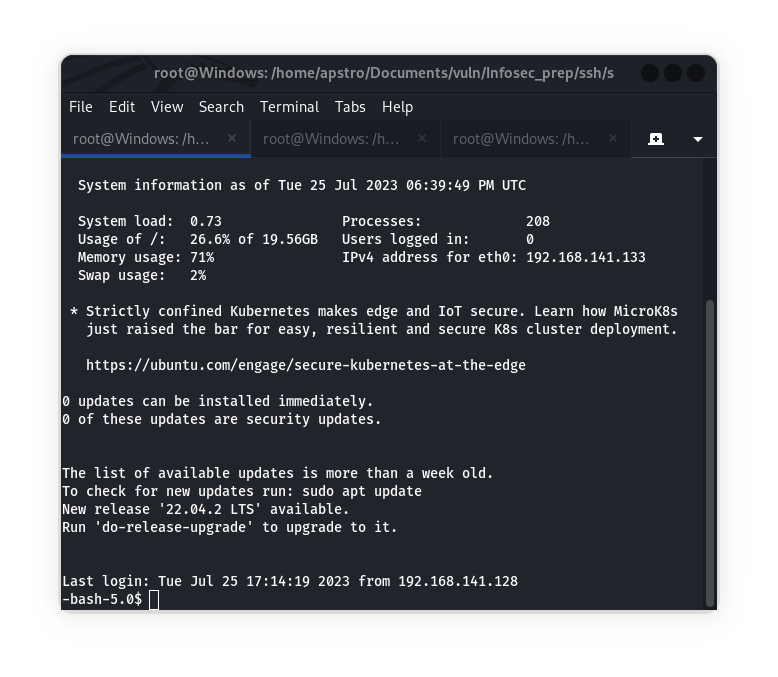 root@Windows: /home/apstro/Documents/vuln/Infosec_prep/ssh/s
File Edit View Search Terminal Tabs Help
root@Windows: /h… × root@Windows: /h… × root@Windows: /h… ×
System information as of Tue 25 Jul 2023 06:39:49 PM UTC
System load: 0.73 Processes: 208
Usage of /: 26.6% of 19.56GB Users logged in: 0
Memory usage: 71% IPv4 address for eth0: 192.168.141.133
Swap usage: 2%
* Strictly confined Kubernetes makes edge and IoT secure. Learn how MicroK8s
just raised the bar for easy, resilient and secure K8s cluster deployment.
https://ubuntu.com/engage/secure-kubernetes-at-the-edge
0 updates can be installed immediately.
0 of these updates are security updates.
The list of available updates is more than a week old.
To check for new updates run: sudo apt update
New release '22.04.2 LTS' available.
Run 'do-release-upgrade' to upgrade to it.
Last login: Tue Jul 25 17:14:19 2023 from 192.168.141.128
-bash-5.0$